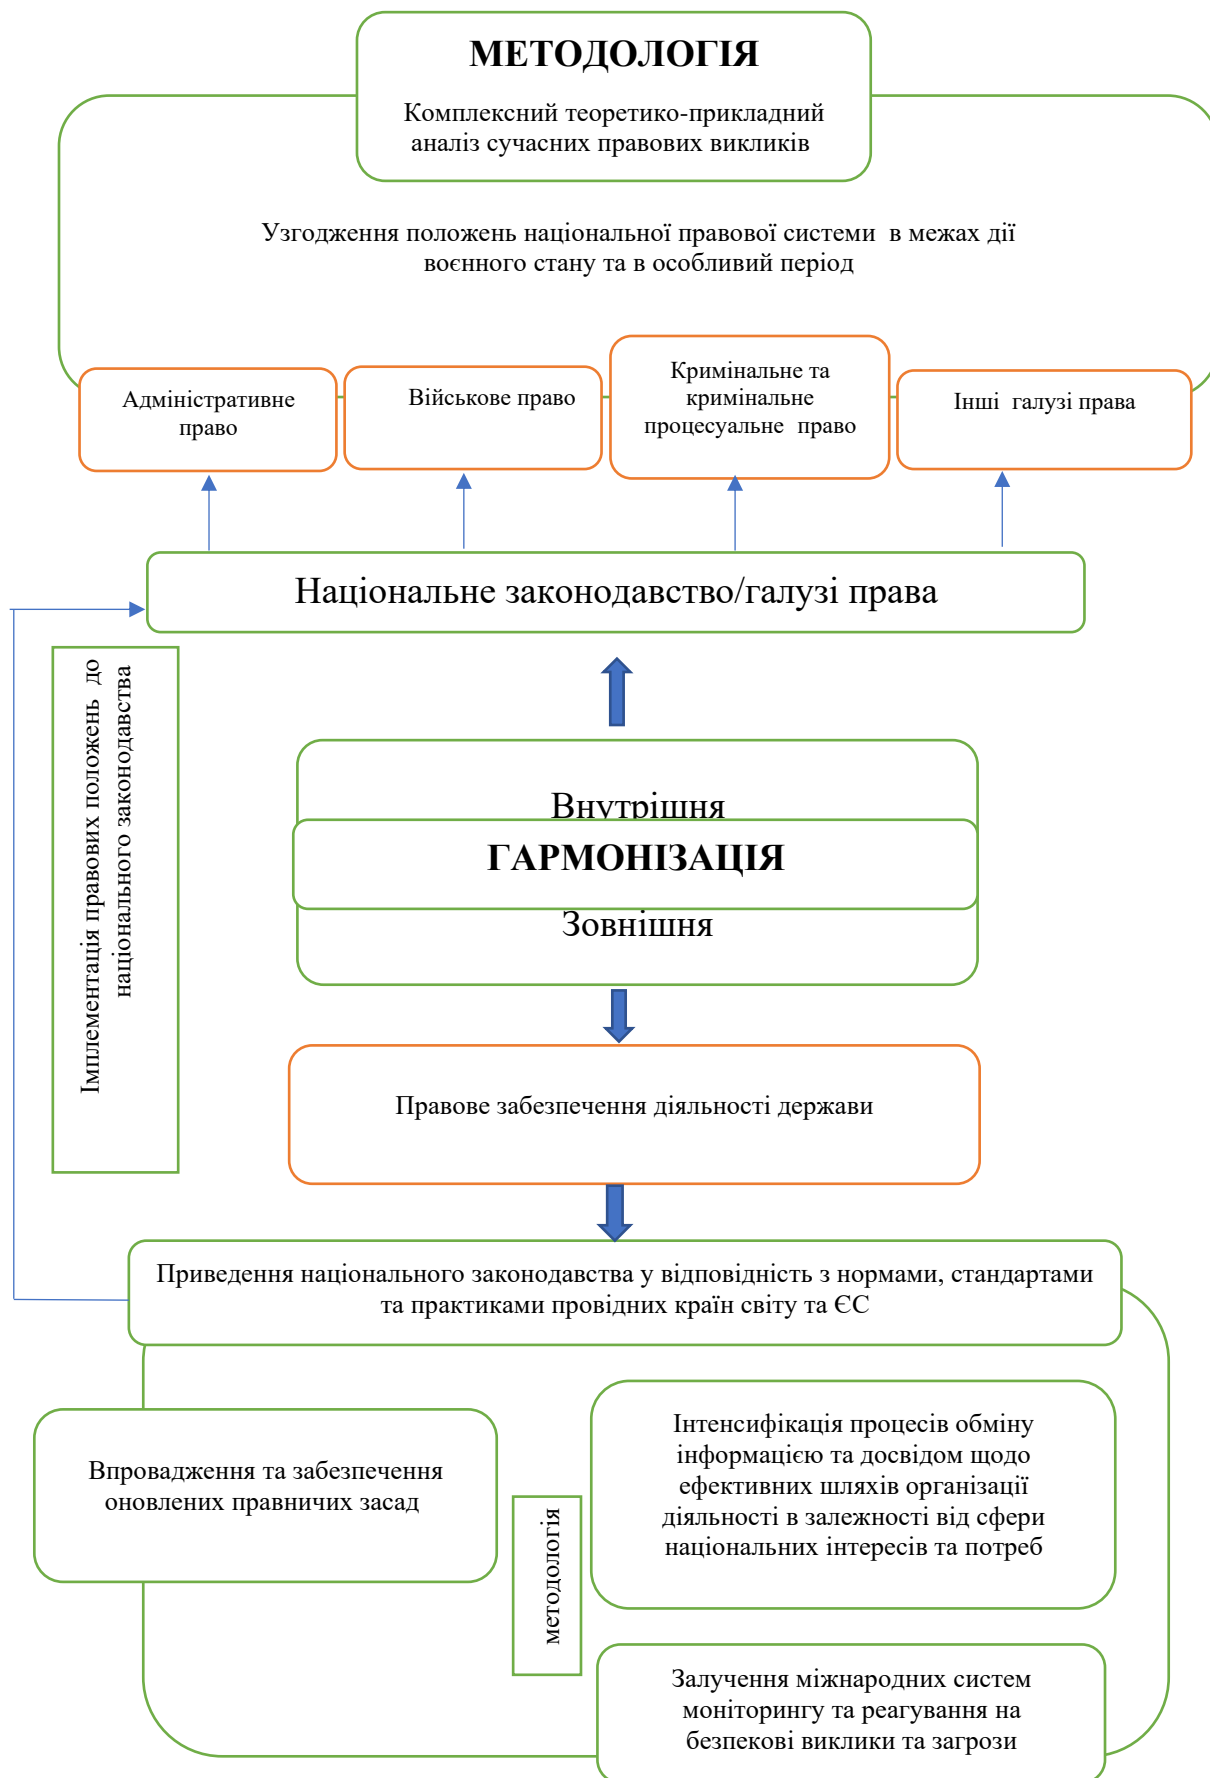 МЕТОДОЛОГІЯ
Комплексний теоретико-прикладний
аналіз сучасних правових викликів
Узгодження положень національної правової системи в межах дії
воєнного стану та в особливий період
Адміністративне
право
Військове право
Кримінальне та
кримінальне
процесуальне право
Інші галузі права
Національне законодавство/галузі права
Імплементація правових положень до
національного законодавства
Внутрішня
ГАРМОНІЗАЦІЯ
Зовнішня
Правове забезпечення діяльності держави
Приведення національного законодавства у відповідність з нормами, стандартами
та практиками провідних країн світу та ЄС
Впровадження та забезпечення
оновлених правничих засад
методологія
Інтенсифікація процесів обміну
інформацією та досвідом щодо
ефективних шляхів організації
діяльності в залежності від сфери
національних інтересів та потреб
Залучення міжнародних систем
моніторингу та реагування на
безпекові виклики та загрози